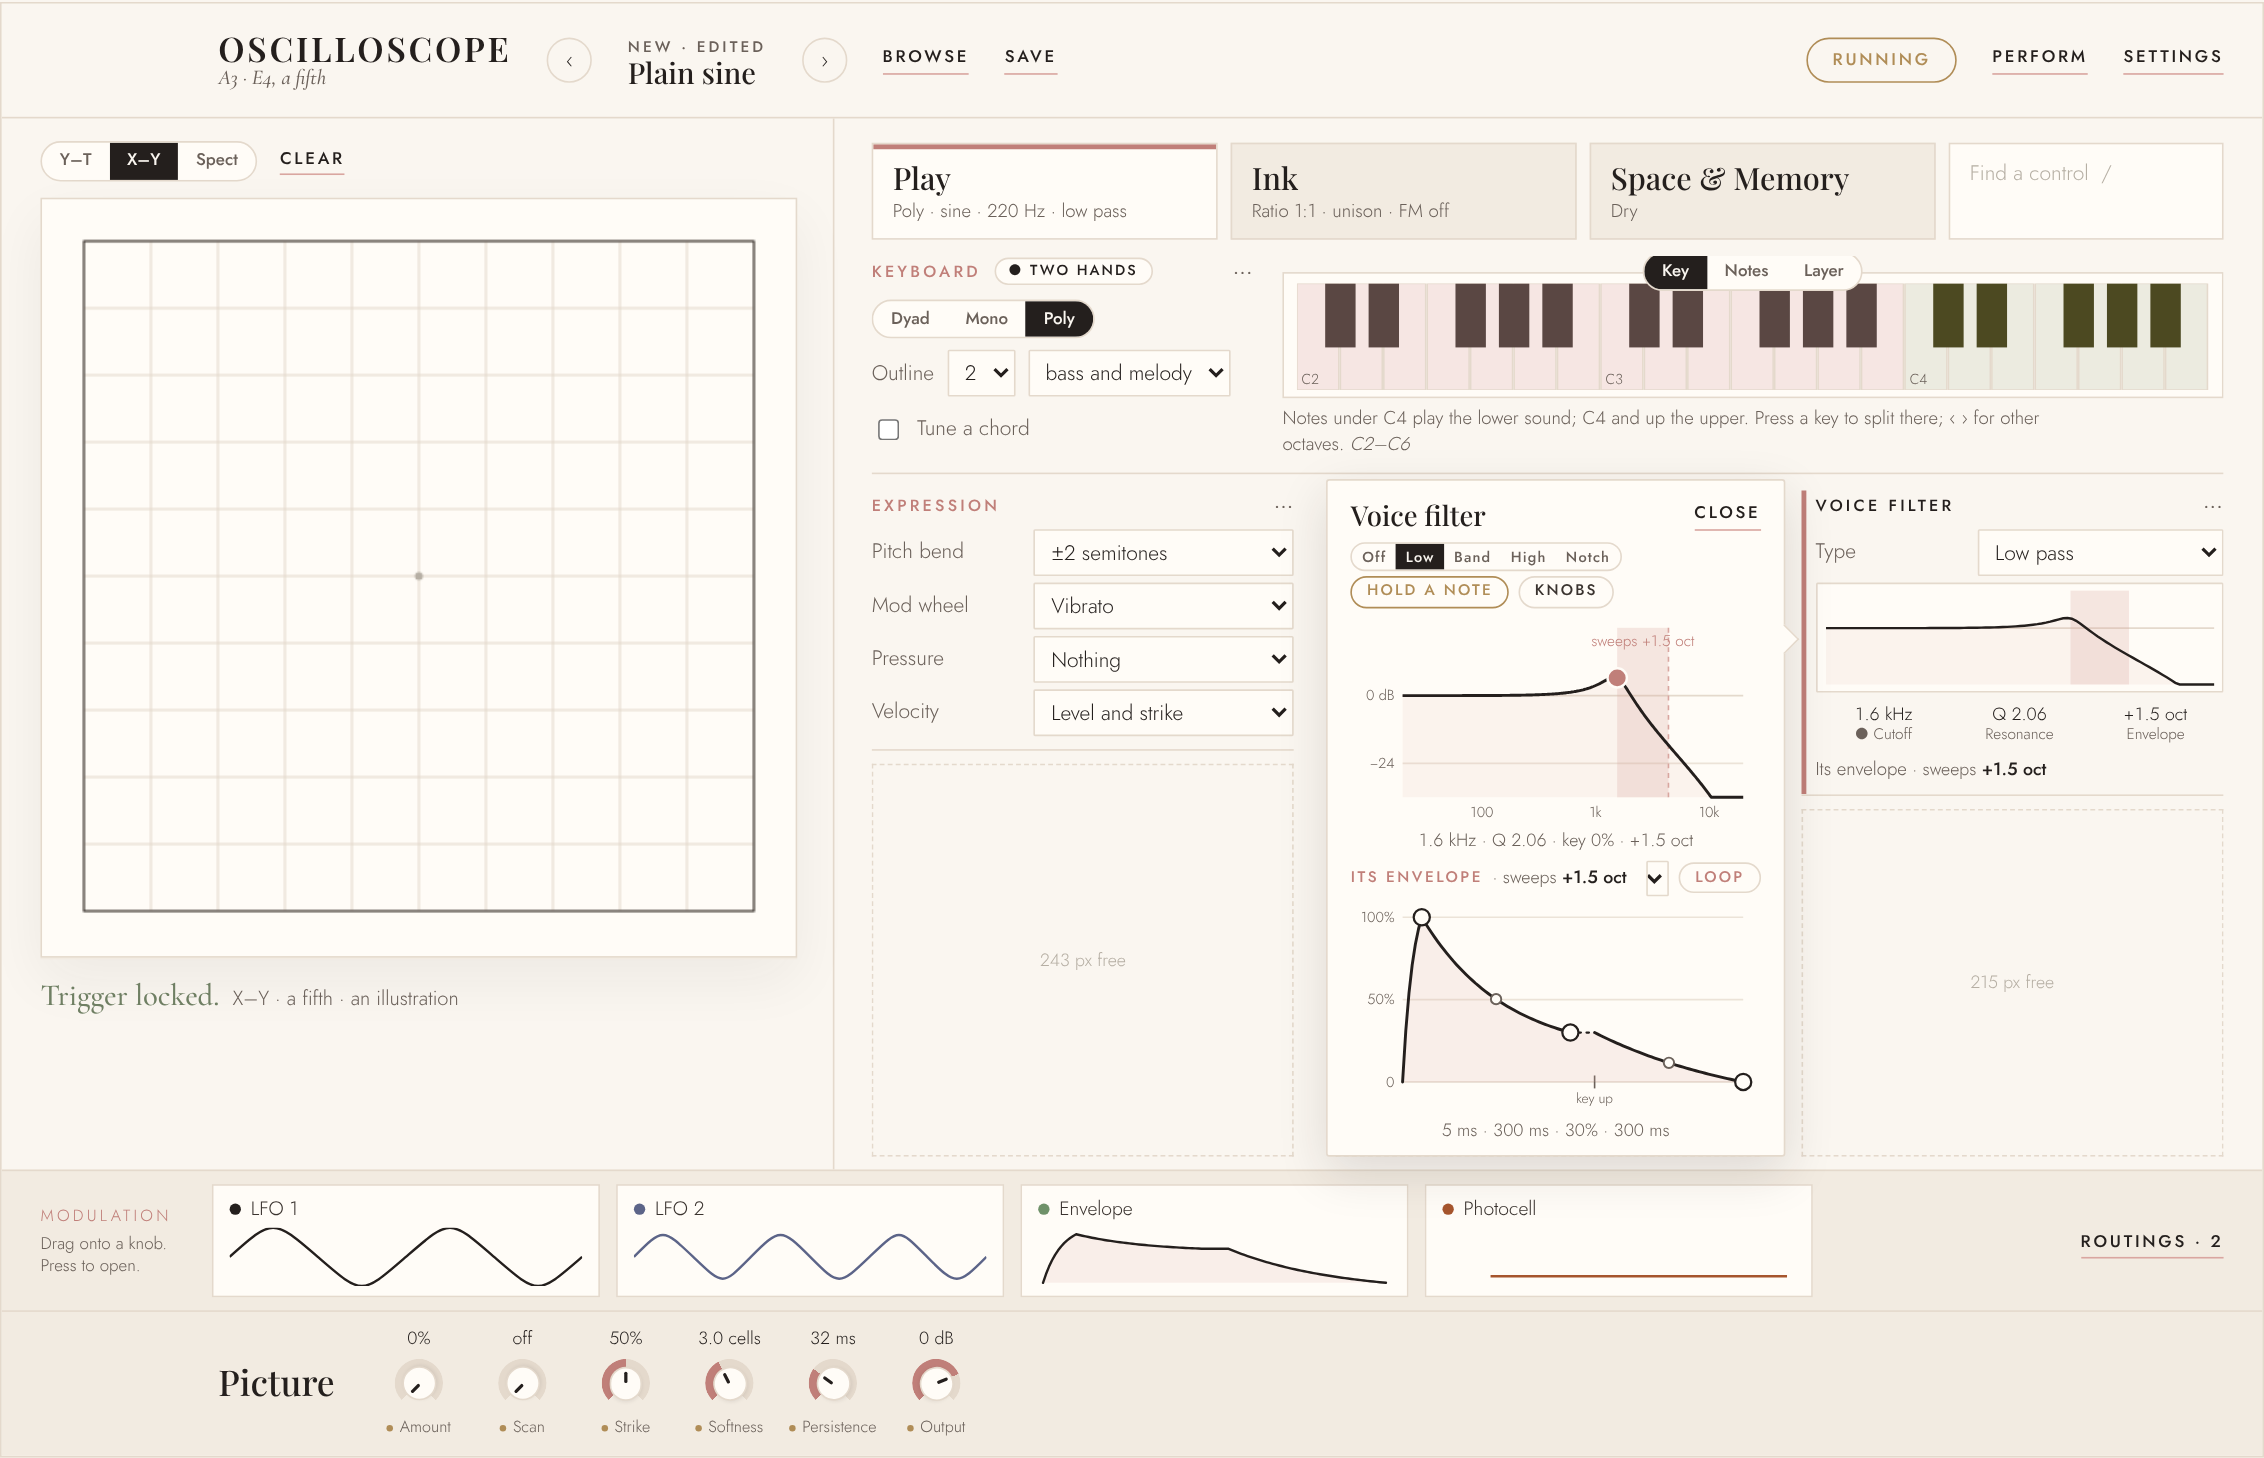 OSCILLOSCOPE
A3 · E4, a fifth
‹
NEW · EDITED
Plain sine
›
BROWSE
SAVE
RUNNING
PERFORM
SETTINGS
Y–T
X–Y
Spect
CLEAR
Trigger locked. X–Y · a fifth · an illustration
Play
Poly · sine · 220 Hz · low pass
Ink
Ratio 1:1 · unison · FM off
Space & Memory
Dry
Find a control /
KEYBOARD
TWO HANDS
···
Dyad
Mono
Poly
Outline
2
bass and melody
Tune a chord
Key
Notes
Layer
C2
C3
C4
Notes under C4 play the lower sound; C4 and up the upper. Press a key to split there; ‹ › for other
octaves. C2–C6
EXPRESSION
···
Pitch bend
±2 semitones
Mod wheel
Vibrato
Pressure
Nothing
Velocity
Level and strike
243 px free
Voice filter
CLOSE
Off
Low
Band
High
Notch
HOLD A NOTE
KNOBS
sweeps +1.5 oct
0 dB
−24
100
1k
10k
1.6 kHz · Q 2.06 · key 0% · +1.5 oct
ITS ENVELOPE · sweeps +1.5 oct
LOOP
100%
50%
0
key up
5 ms · 300 ms · 30% · 300 ms
VOICE FILTER
···
Type
Low pass
1.6 kHz
Cutoff
Q 2.06
Resonance
+1.5 oct
Envelope
Its envelope · sweeps +1.5 oct
215 px free
MODULATION
Drag onto a knob.
Press to open.
LFO 1
LFO 2
Envelope
Photocell
ROUTINGS · 2
Picture
0%
Amount
off
Scan
50%
Strike
3.0 cells
Softness
32 ms
Persistence
0 dB
Output